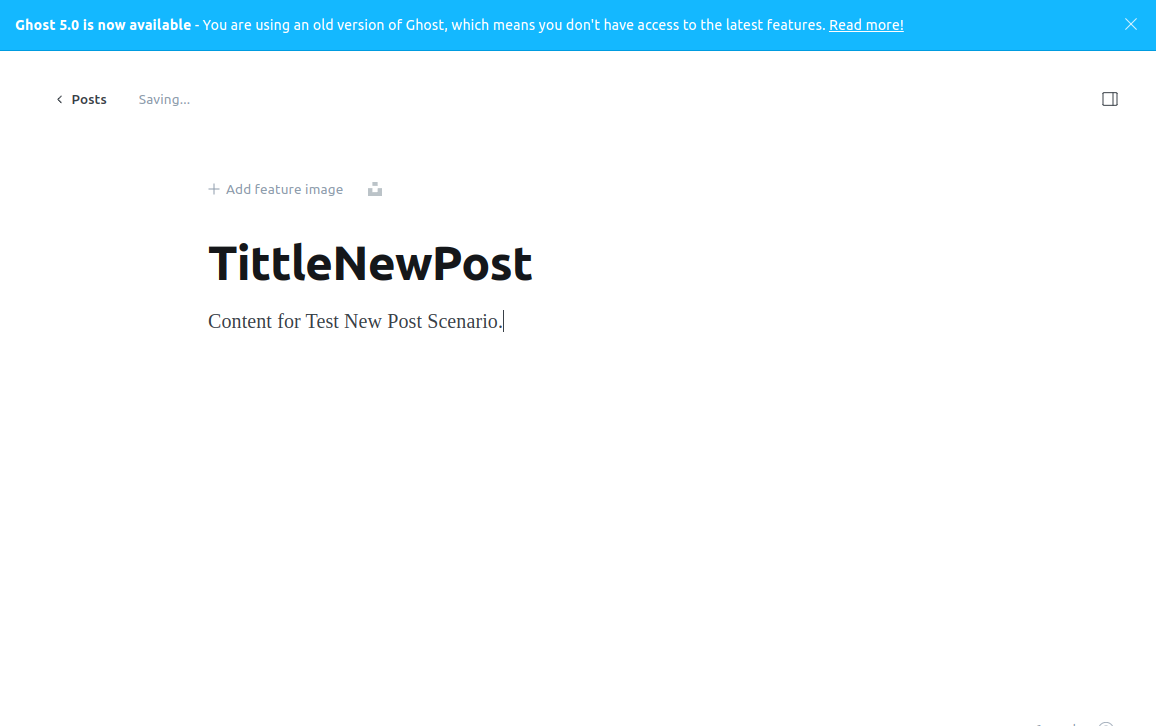 Ghost 5.0 is now available - You are using an old version of Ghost, which means you don't have access to the latest features. Read more!
Posts Saving...
Add feature image
TittleNewPost
Content for Test New Post Scenario.